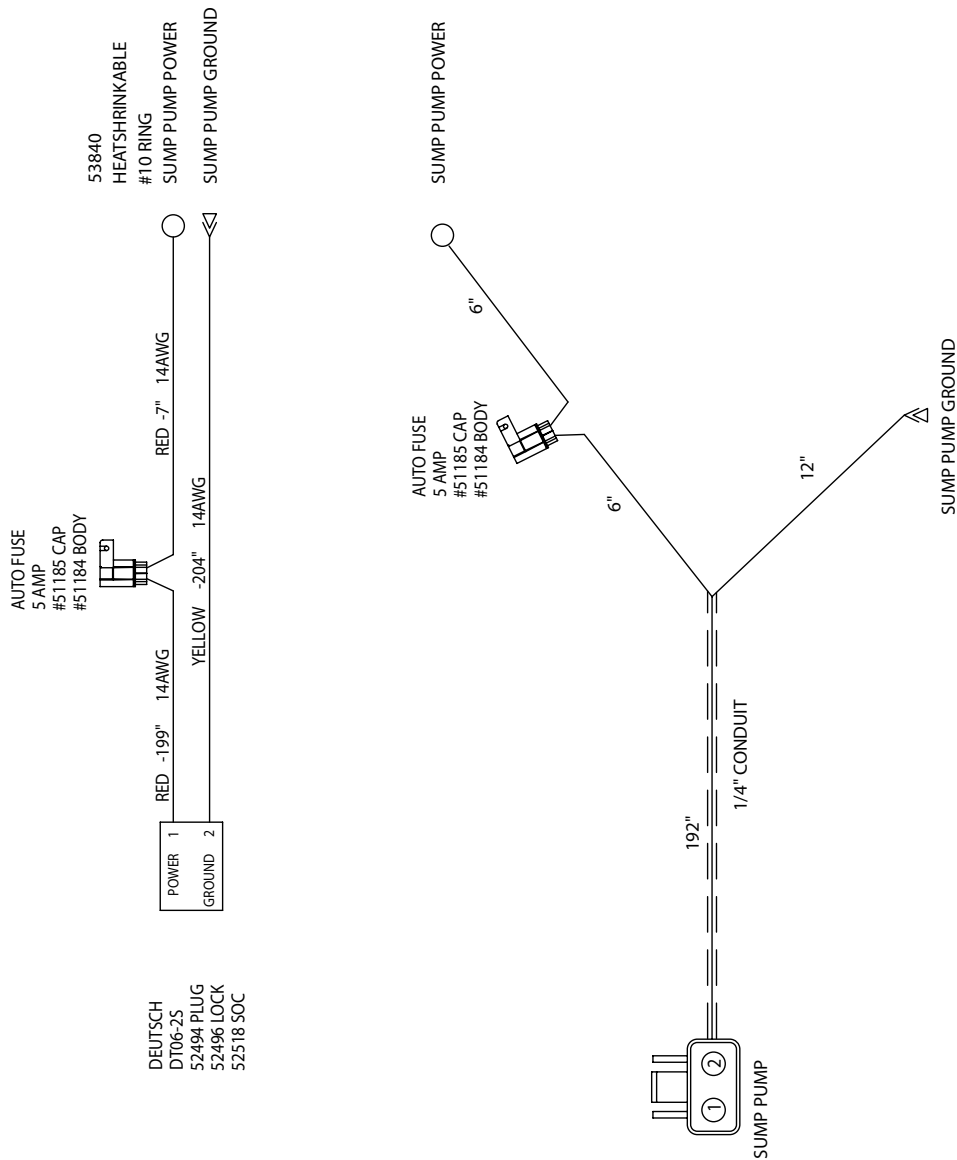 53840
HEATSHRINKABLE
#10 RING
SUMP PUMP POWER
SUMP PUMP GROUND
RED -7" 14AWG
AUTO FUSE
5 AMP
#51185 CAP
#51184 BODY
YELLOW -204" 14AWG
RED -199" 14AWG
POWER 1
GROUND 2
DEUTSCH
DT06-2S
52494 PLUG
52496 LOCK
52518 SOC
SUMP PUMP POWER
6"
AUTO FUSE
5 AMP
#51185 CAP
#51184 BODY
6"
12"
SUMP PUMP GROUND
192"
1/4" CONDUIT
1
2
SUMP PUMP